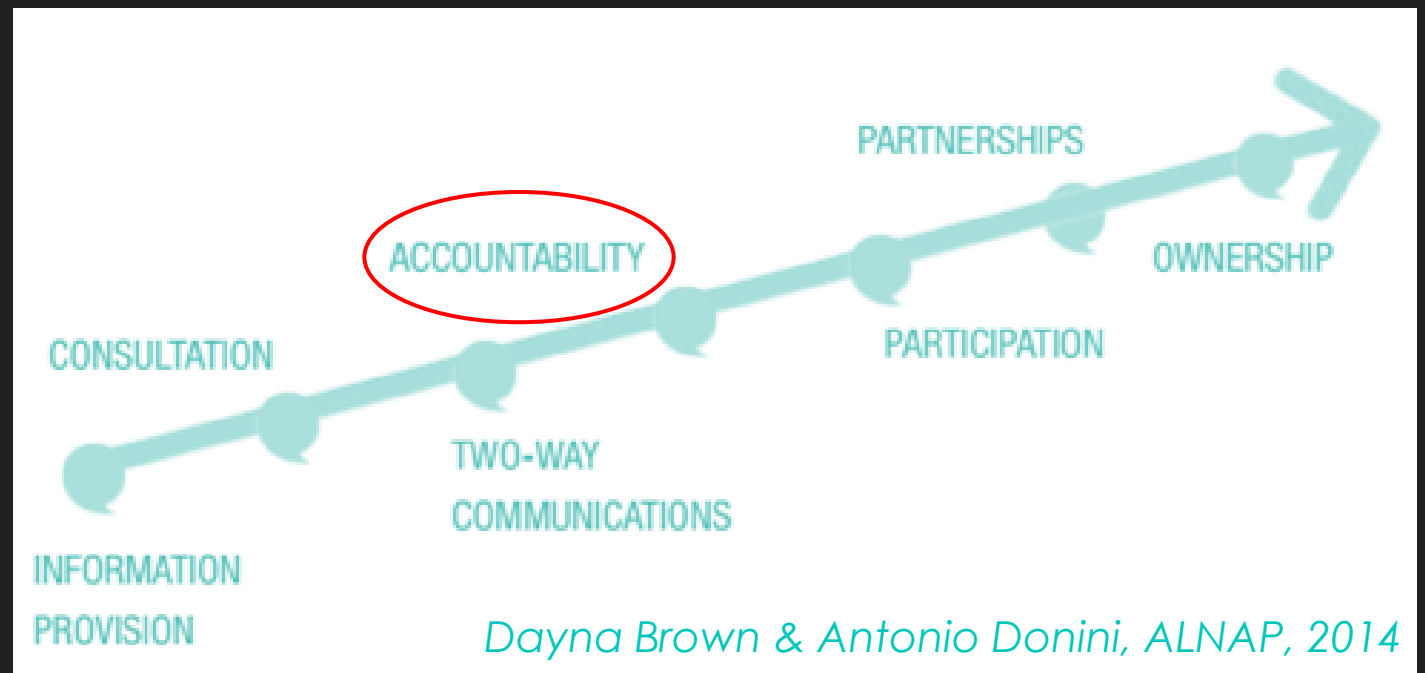 PARTNERSHIPS
ACCOUNTABILITY
OWNERSHIP
CONSULTATION
PARTICIPATION
TWO-WAY
COMMUNICATIONS
INFORMATION
PROVISION
Dayna Brown & Antonio Donini, ALNAP, 2014